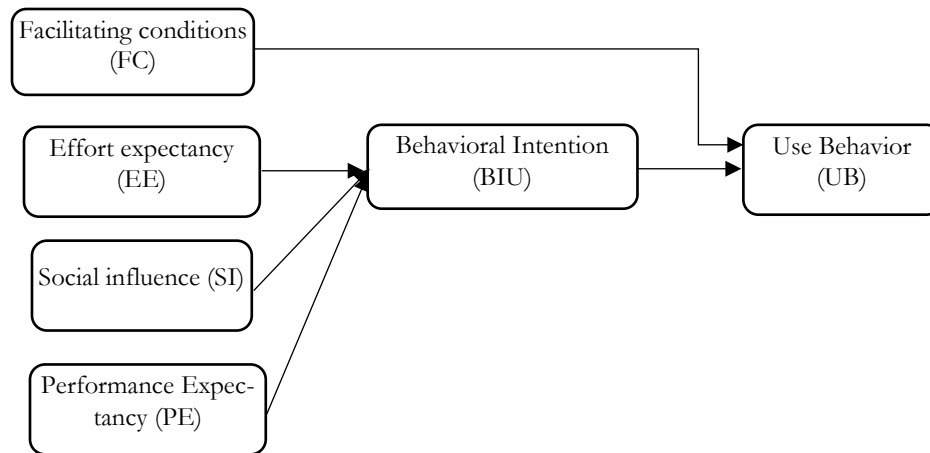 Facilitating conditions
(FC)
Effort expectancy
(EE)
Behavioral Intention
(BIU)
Use Behavior
(UB)
Social influence (SI)
Performance Expec-
tancy (PE)